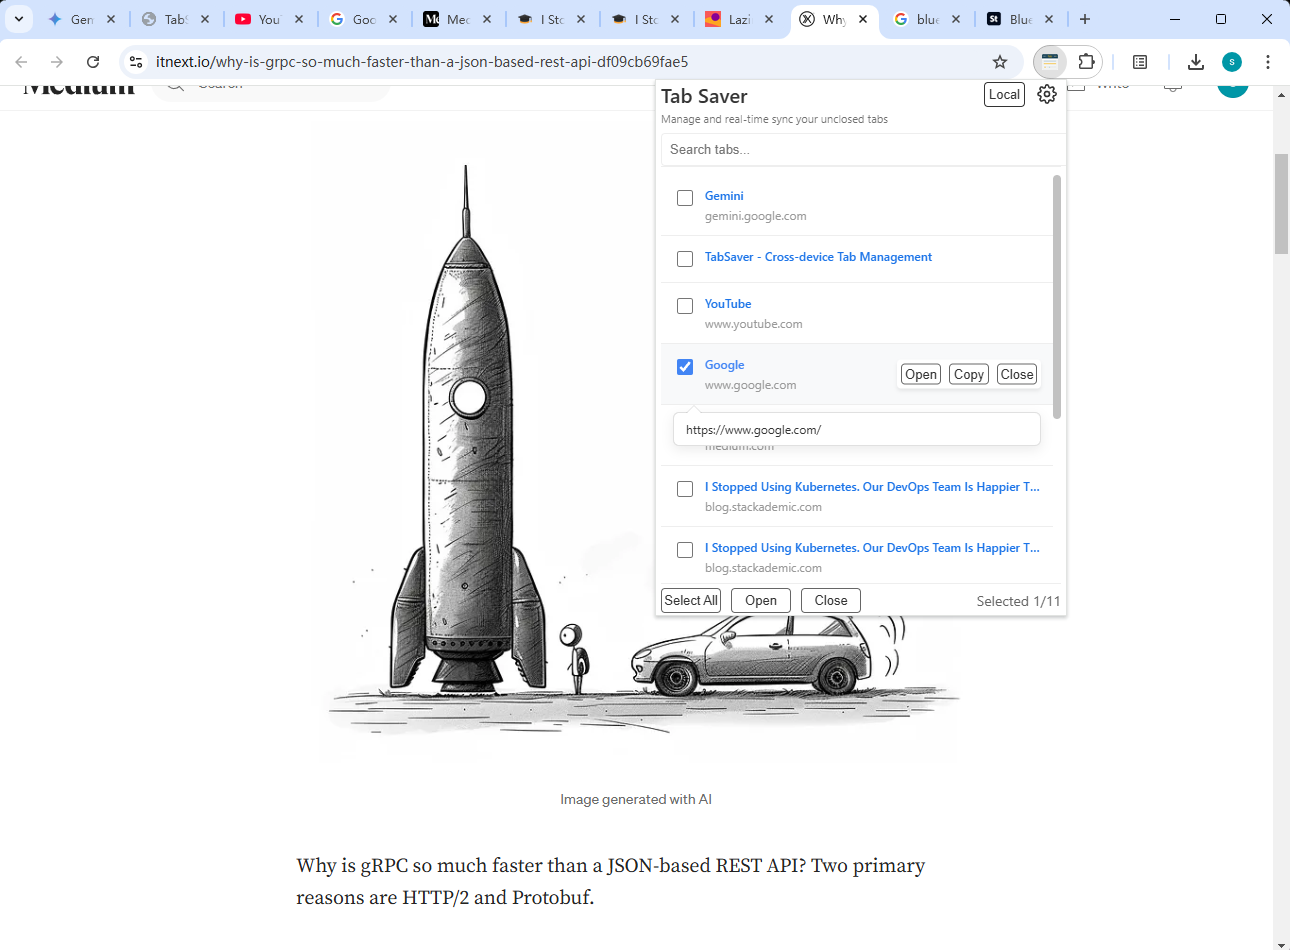 Gen
TabS
YouT
Goo
Med
I Sto
I Sto
Lazi
Why
blue
Blue
itnext.io/why-is-grpc-so-much-faster-than-a-json-based-rest-api-df09cb69fae5
S
Medium
Search
Write
Tab Saver
Local
Manage and real-time sync your unclosed tabs
Search tabs...
Gemini
gemini.google.com
TabSaver - Cross-device Tab Management
YouTube
www.youtube.com
Google
www.google.com
Open Copy Close
https://www.google.com/
medium.com
I Stopped Using Kubernetes. Our DevOps Team Is Happier T...
blog.stackademic.com
I Stopped Using Kubernetes. Our DevOps Team Is Happier T...
blog.stackademic.com
Select All Open Close Selected 1/11
Image generated with AI
Why is gRPC so much faster than a JSON-based REST API? Two primary
reasons are HTTP/2 and Protobuf.